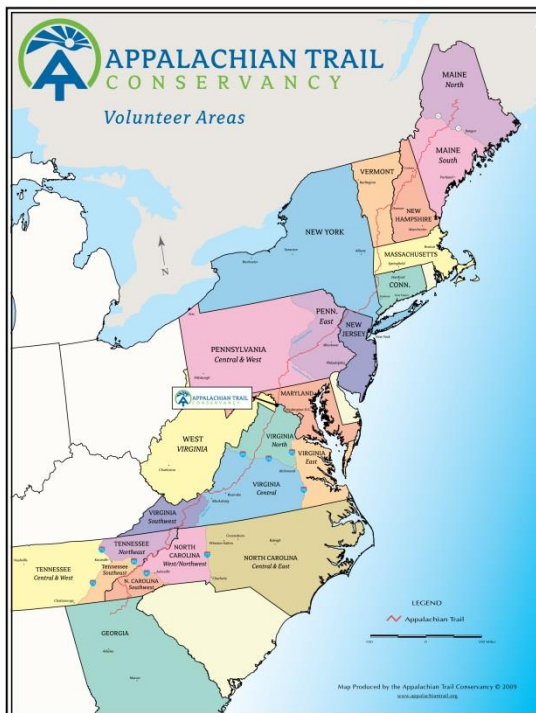 APPALACHIAN TRAIL
CONSERVANCY
Volunteer Areas
MAINE
North
MAINE
South
VERMONT
NEW
HAMPSHIRE
NEW YORK
MASSACHUSETTS
CONN.
PENN.
East
NEW
JERSEY
PENNSYLVANIA
Central & West
APPALACHIAN TRAIL
CONSERVANCY
MARYLAND
WEST
VIRGINIA
VIRGINIA
North
VIRGINIA
East
VIRGINIA
Central
VIRGINIA
Southwest
TENNESSEE
Northeast
TENNESSEE
Central & West
Tennessee
Southeast
NORTH
CAROLINA
West/Northwest
NORTH CAROLINA
Central & East
N. CAROLINA
Southwest
GEORGIA
N
LEGEND
Appalachian Trail
Map Produced by the Appalachian Trail Conservancy © 2009
www.appalachiantrail.org